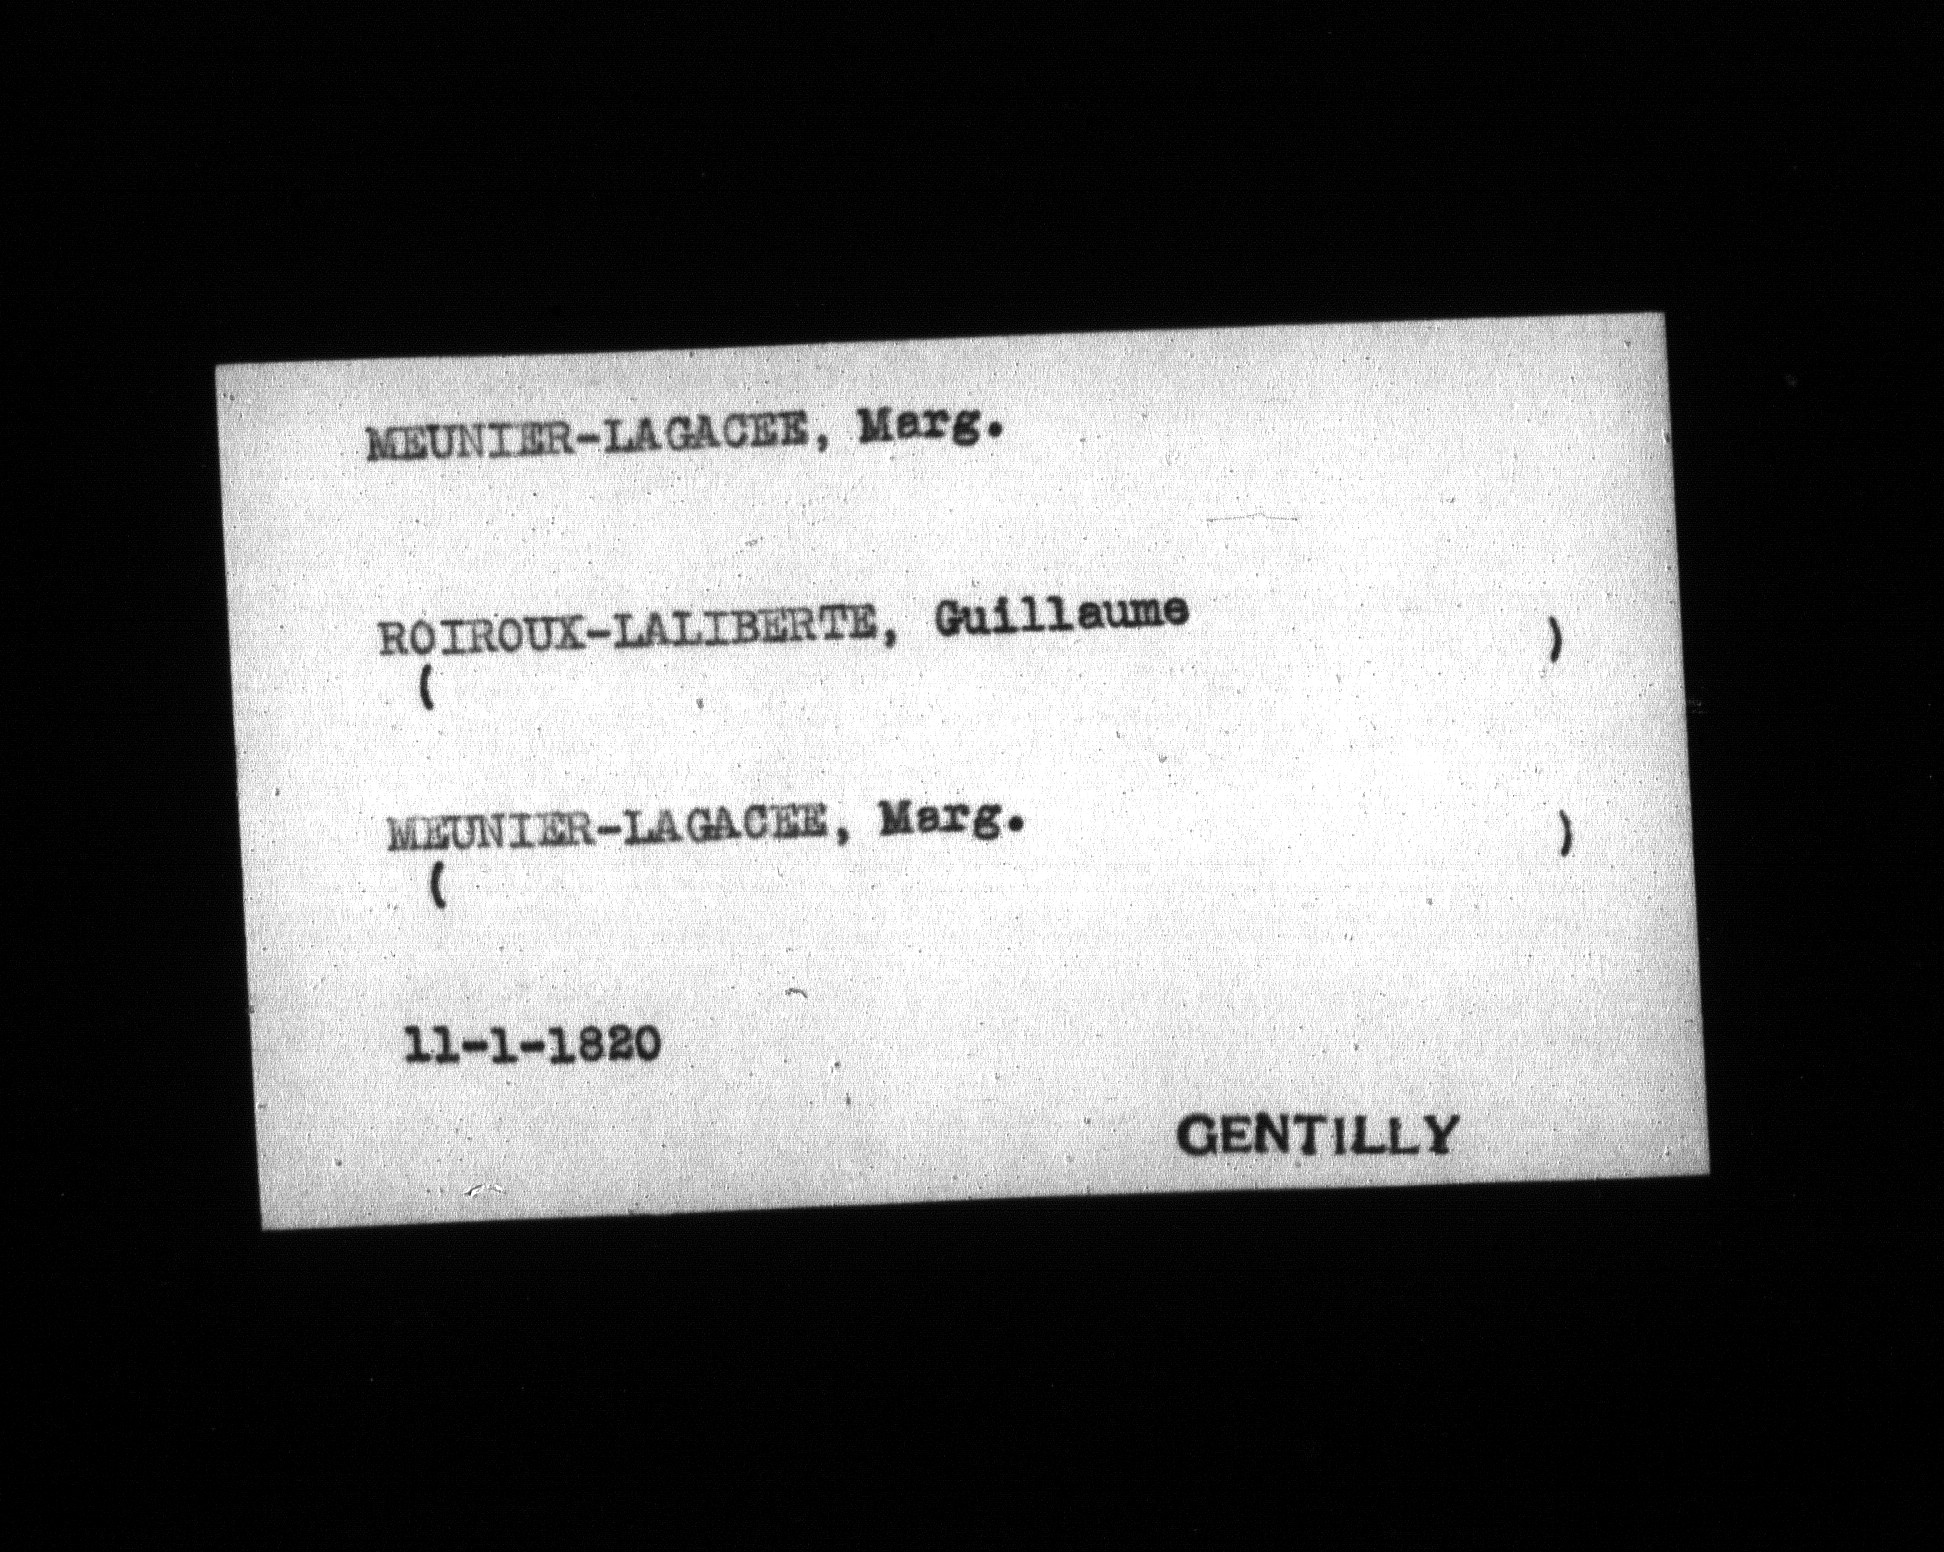 MEUNIER-LAGACEE, Marg.
ROIROUX-LALIBERTE, Guillaume )
(
MEUNIER-LAGACEE, Marg. )
(
11-1-1820
GENTILLY